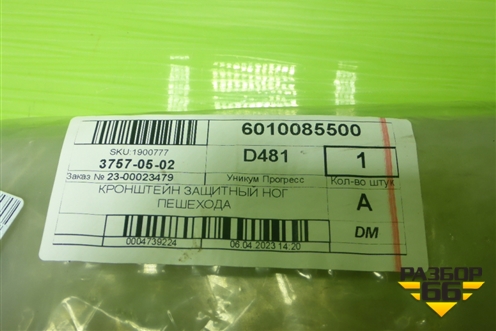 SKU:1900777
3757-05-02
Заказ № 23-00023479
6010085500
D481
Уникум Прогресс
1
Кол-во штук
КРОНШТЕЙН ЗАЩИТНЫЙ НОГ
ПЕШЕХОДА
A
DM
0004739224
06.04.2023 14:20
РАЗБОР
66